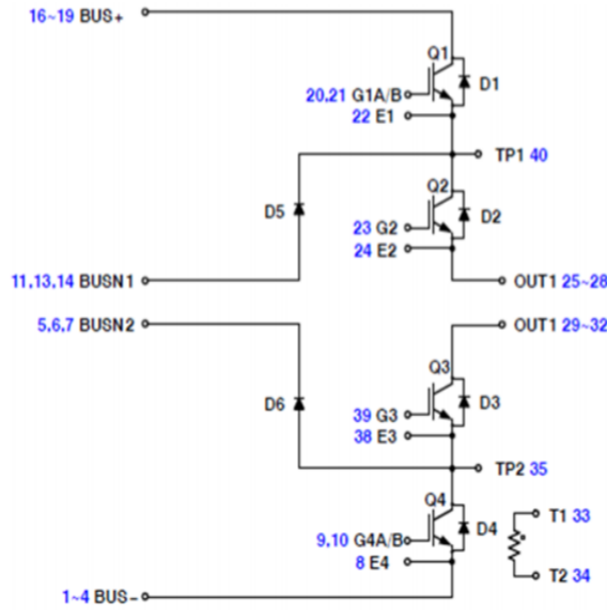 16~19 BUS+
Q1
D1
20,21 G1A/B
22 E1
TP1 40
Q2
D5
D2
23 G2
24 E2
11,13,14 BUSN1
OUT1 25~28
5,6,7 BUSN2
OUT1 29~32
Q3
D6
D3
39 G3
38 E3
TP2 35
Q4
T1 33
D4
9,10 G4A/B
8 E4
T2 34
1~4 BUS−